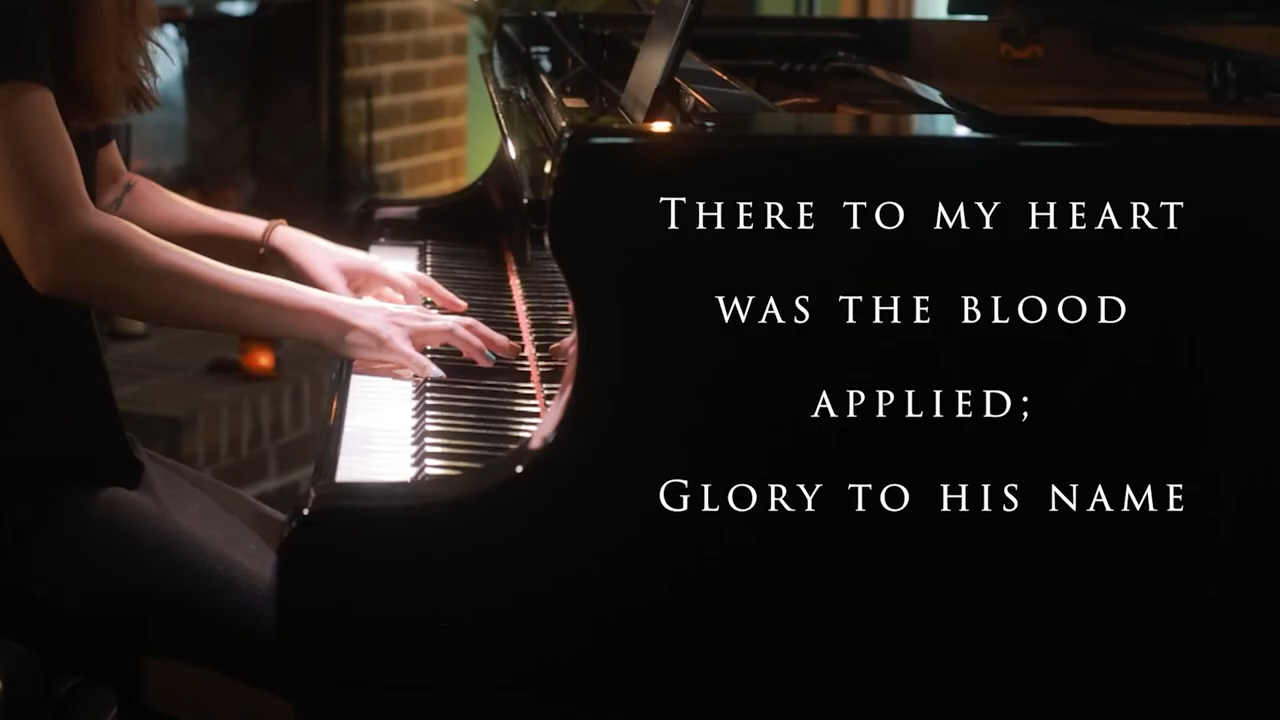 There to my heart
was the blood
applied;
Glory to His name